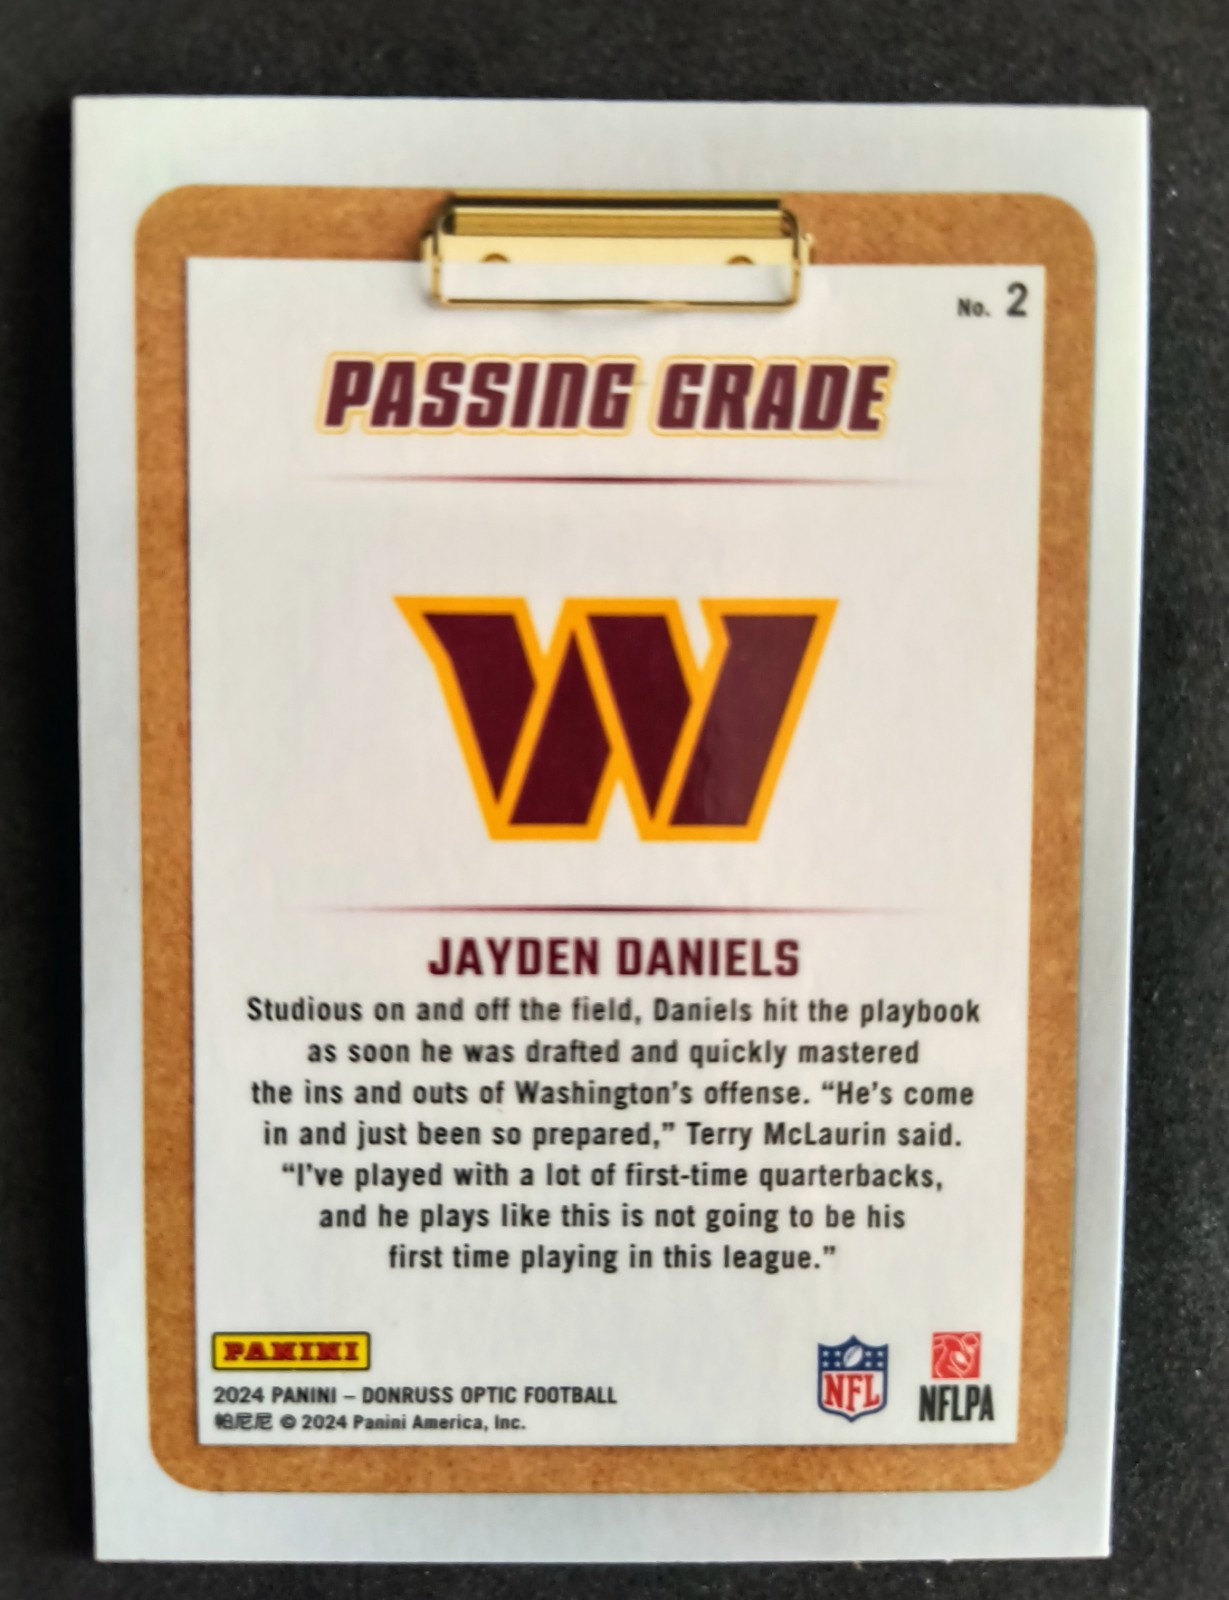 No. 2
PASSING GRADE
W
JAYDEN DANIELS
Studious on and off the field, Daniels hit the playbook
as soon he was drafted and quickly mastered
the ins and outs of Washington’s offense. “He’s come
in and just been so prepared,” Terry McLaurin said.
“I’ve played with a lot of first-time quarterbacks,
and he plays like this is not going to be his
first time playing in this league.”
PANINI
2024 PANINI – DONRUSS OPTIC FOOTBALL
帕尼尼 © 2024 Panini America, Inc.
NFL
NFLPA